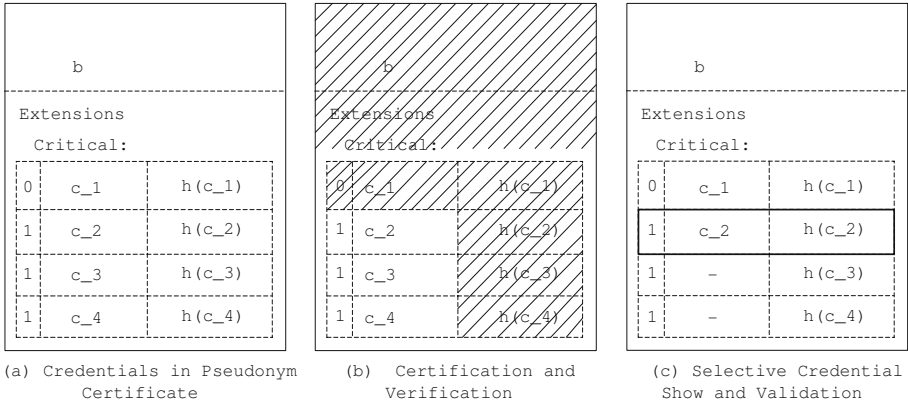 b
Extensions
Critical:
0 c_1 h(c_1)
1 c_2 h(c_2)
1 c_3 h(c_3)
1 c_4 h(c_4)
(a) Credentials in Pseudonym
Certificate
b
Extensions
Critical:
0 c_1 h(c_1)
1 c_2 h(c_2)
1 c_3 h(c_3)
1 c_4 h(c_4)
(b) Certification and
Verification
b
Extensions
Critical:
0 c_1 h(c_1)
1 c_2 h(c_2)
1 – h(c_3)
1 – h(c_4)
(c) Selective Credential
Show and Validation